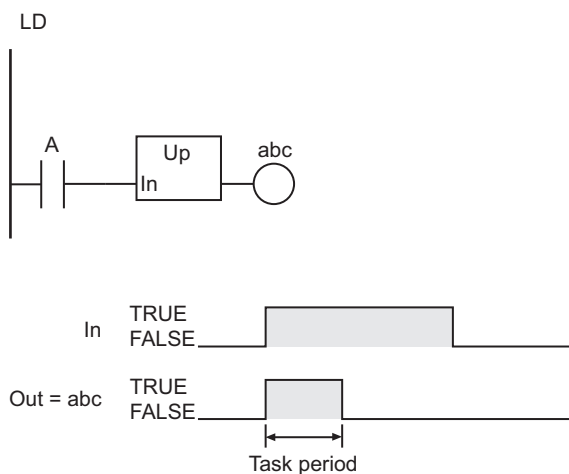 LD
A
Up
abc
In
In
TRUE
FALSE
Out = abc
TRUE
FALSE
Task period